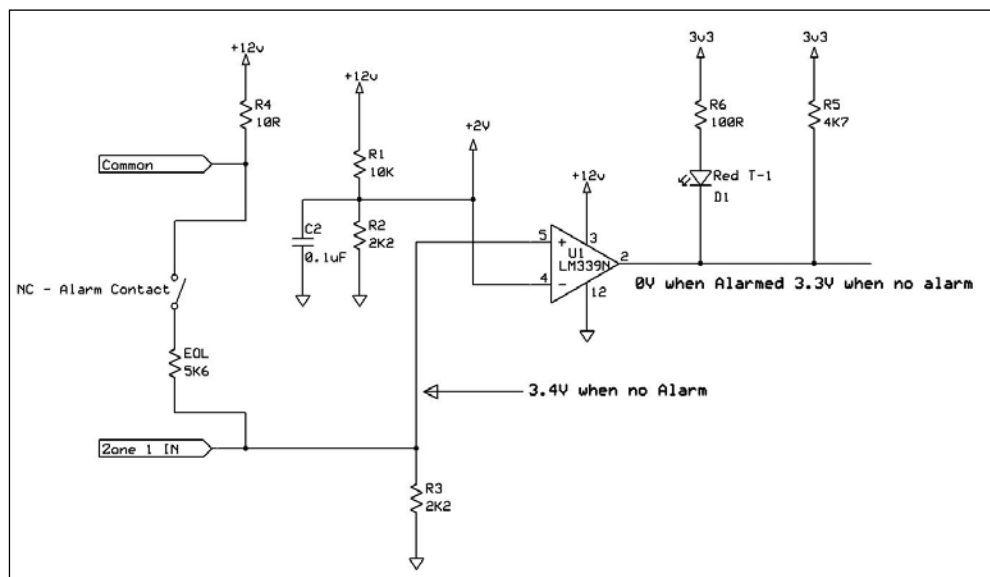 +12v
R4
10R
Common
NC - Alarm Contact
EOL
5K6
Zone 1 IN
+12v
R1
10K
C2
0.1uF
R2
2K2
+2V
+12v
5
+
3
U1
LM339N
2
4
-
12
3v3
R6
100R
Red T-1
D1
3v3
R5
4K7
0V when Alarmed 3.3V when no alarm
3.4V when no Alarm
R3
2K2